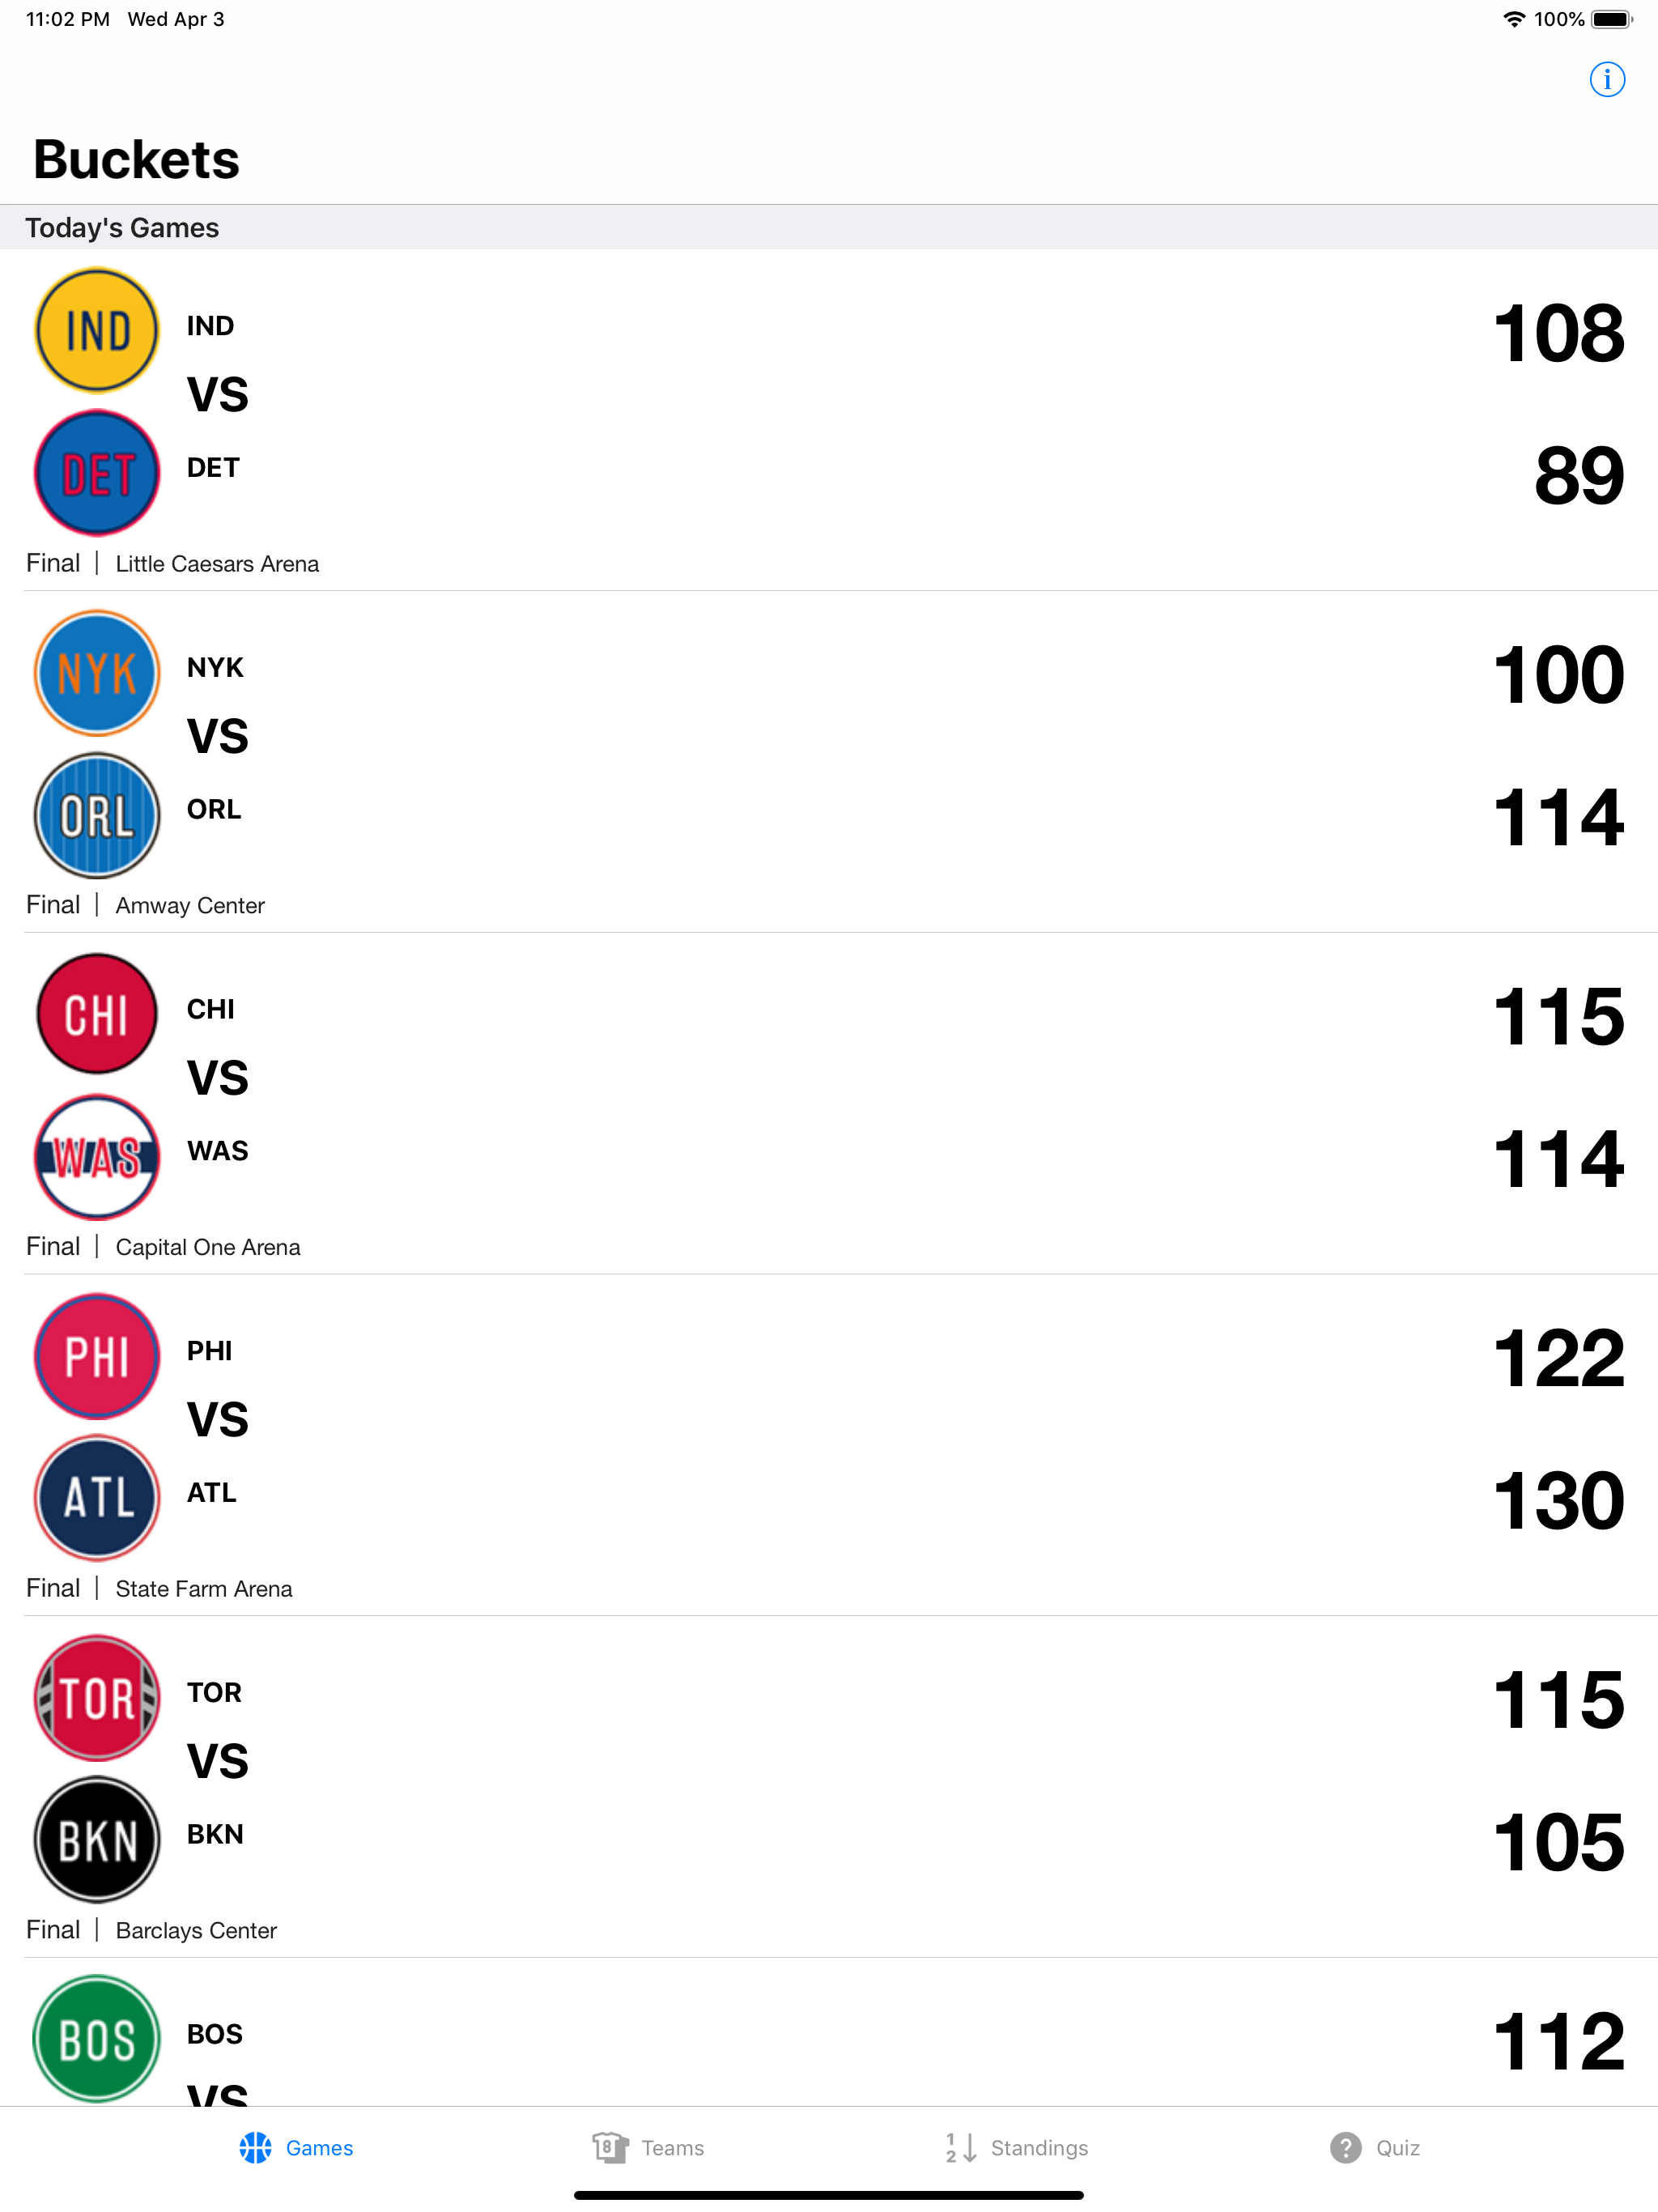 11:02 PM Wed Apr 3 100%
Buckets
Today's Games
IND IND 108
VS
DET DET 89
Final | Little Caesars Arena
NYK NYK 100
VS
ORL ORL 114
Final | Amway Center
CHI CHI 115
VS
WAS WAS 114
Final | Capital One Arena
PHI PHI 122
VS
ATL ATL 130
Final | State Farm Arena
TOR TOR 115
VS
BKN BKN 105
Final | Barclays Center
BOS BOS 112
VS
Games Teams Standings Quiz